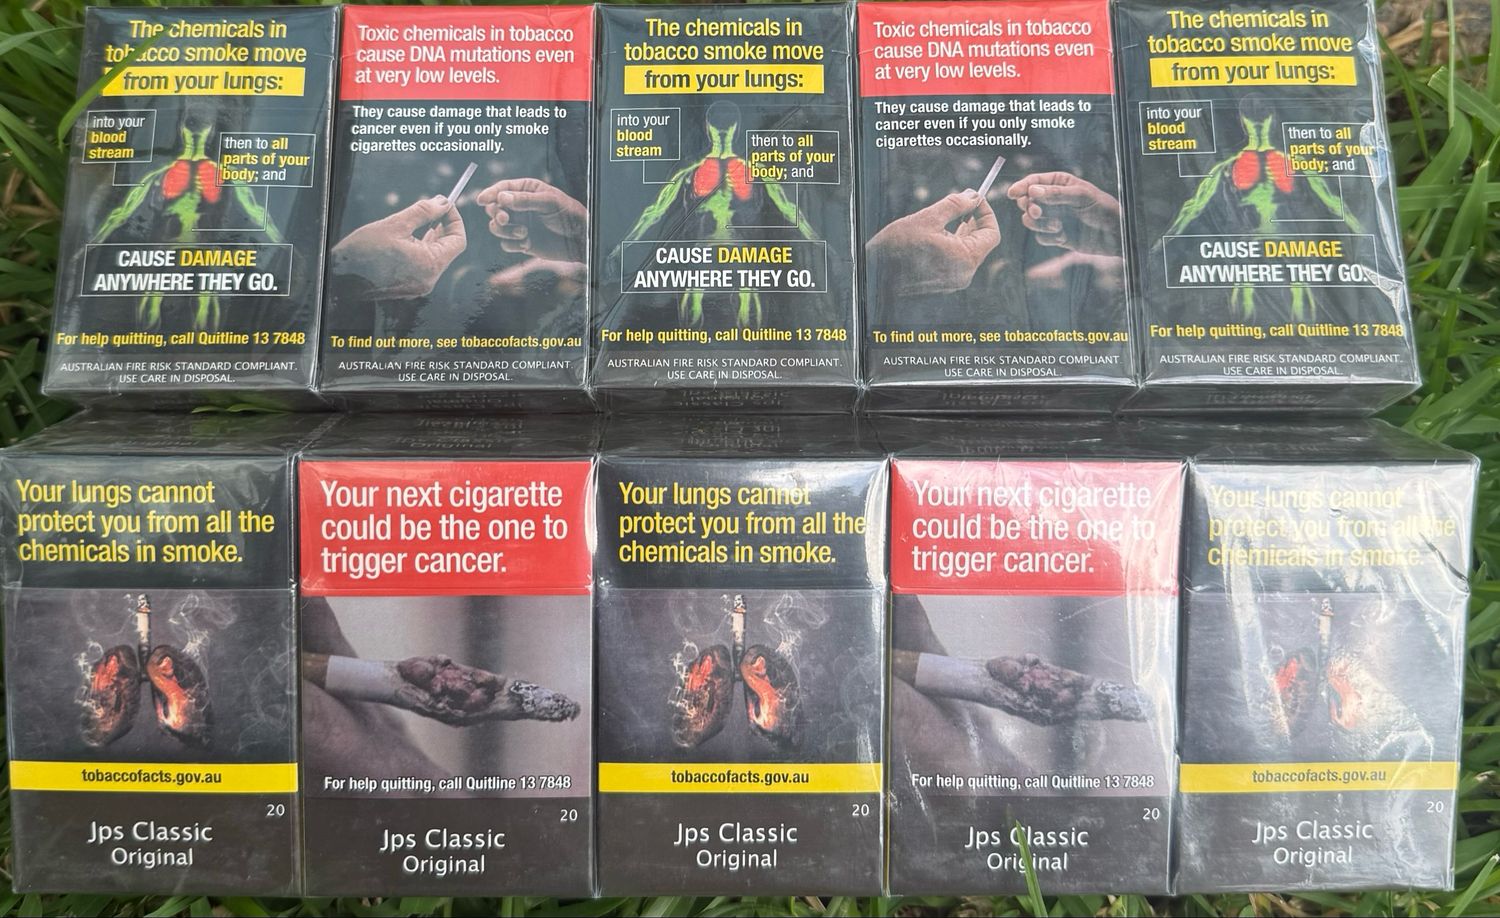 The chemicals in
tobacco smoke move
from your lungs:
into your
blood
stream
then to all
parts of your
body; and
CAUSE DAMAGE
ANYWHERE THEY GO.
For help quitting, call Quitline 13 7848
AUSTRALIAN FIRE RISK STANDARD COMPLIANT.
USE CARE IN DISPOSAL.
Toxic chemicals in tobacco
cause DNA mutations even
at very low levels.
They cause damage that leads to
cancer even if you only smoke
cigarettes occasionally.
To find out more, see tobaccofacts.gov.au
AUSTRALIAN FIRE RISK STANDARD COMPLIANT.
USE CARE IN DISPOSAL.
The chemicals in
tobacco smoke move
from your lungs:
into your
blood
stream
then to all
parts of your
body; and
CAUSE DAMAGE
ANYWHERE THEY GO.
For help quitting, call Quitline 13 7848
AUSTRALIAN FIRE RISK STANDARD COMPLIANT.
USE CARE IN DISPOSAL.
Toxic chemicals in tobacco
cause DNA mutations even
at very low levels.
They cause damage that leads to
cancer even if you only smoke
cigarettes occasionally.
To find out more, see tobaccofacts.gov.au
AUSTRALIAN FIRE RISK STANDARD COMPLIANT.
USE CARE IN DISPOSAL.
The chemicals in
tobacco smoke move
from your lungs:
into your
blood
stream
then to all
parts of your
body; and
CAUSE DAMAGE
ANYWHERE THEY GO.
For help quitting, call Quitline 13 7848
AUSTRALIAN FIRE RISK STANDARD COMPLIANT.
USE CARE IN DISPOSAL.
Your lungs cannot
protect you from all the
chemicals in smoke.
tobaccofacts.gov.au
20
Jps Classic
Original
Your next cigarette
could be the one to
trigger cancer.
For help quitting, call Quitline 13 7848
20
Jps Classic
Original
Your lungs cannot
protect you from all the
chemicals in smoke.
tobaccofacts.gov.au
20
Jps Classic
Original
Your next cigarette
could be the one to
trigger cancer.
For help quitting, call Quitline 13 7848
20
Jps Classic
Original
Your lungs cannot
protect you from all the
chemicals in smoke.
tobaccofacts.gov.au
20
Jps Classic
Original